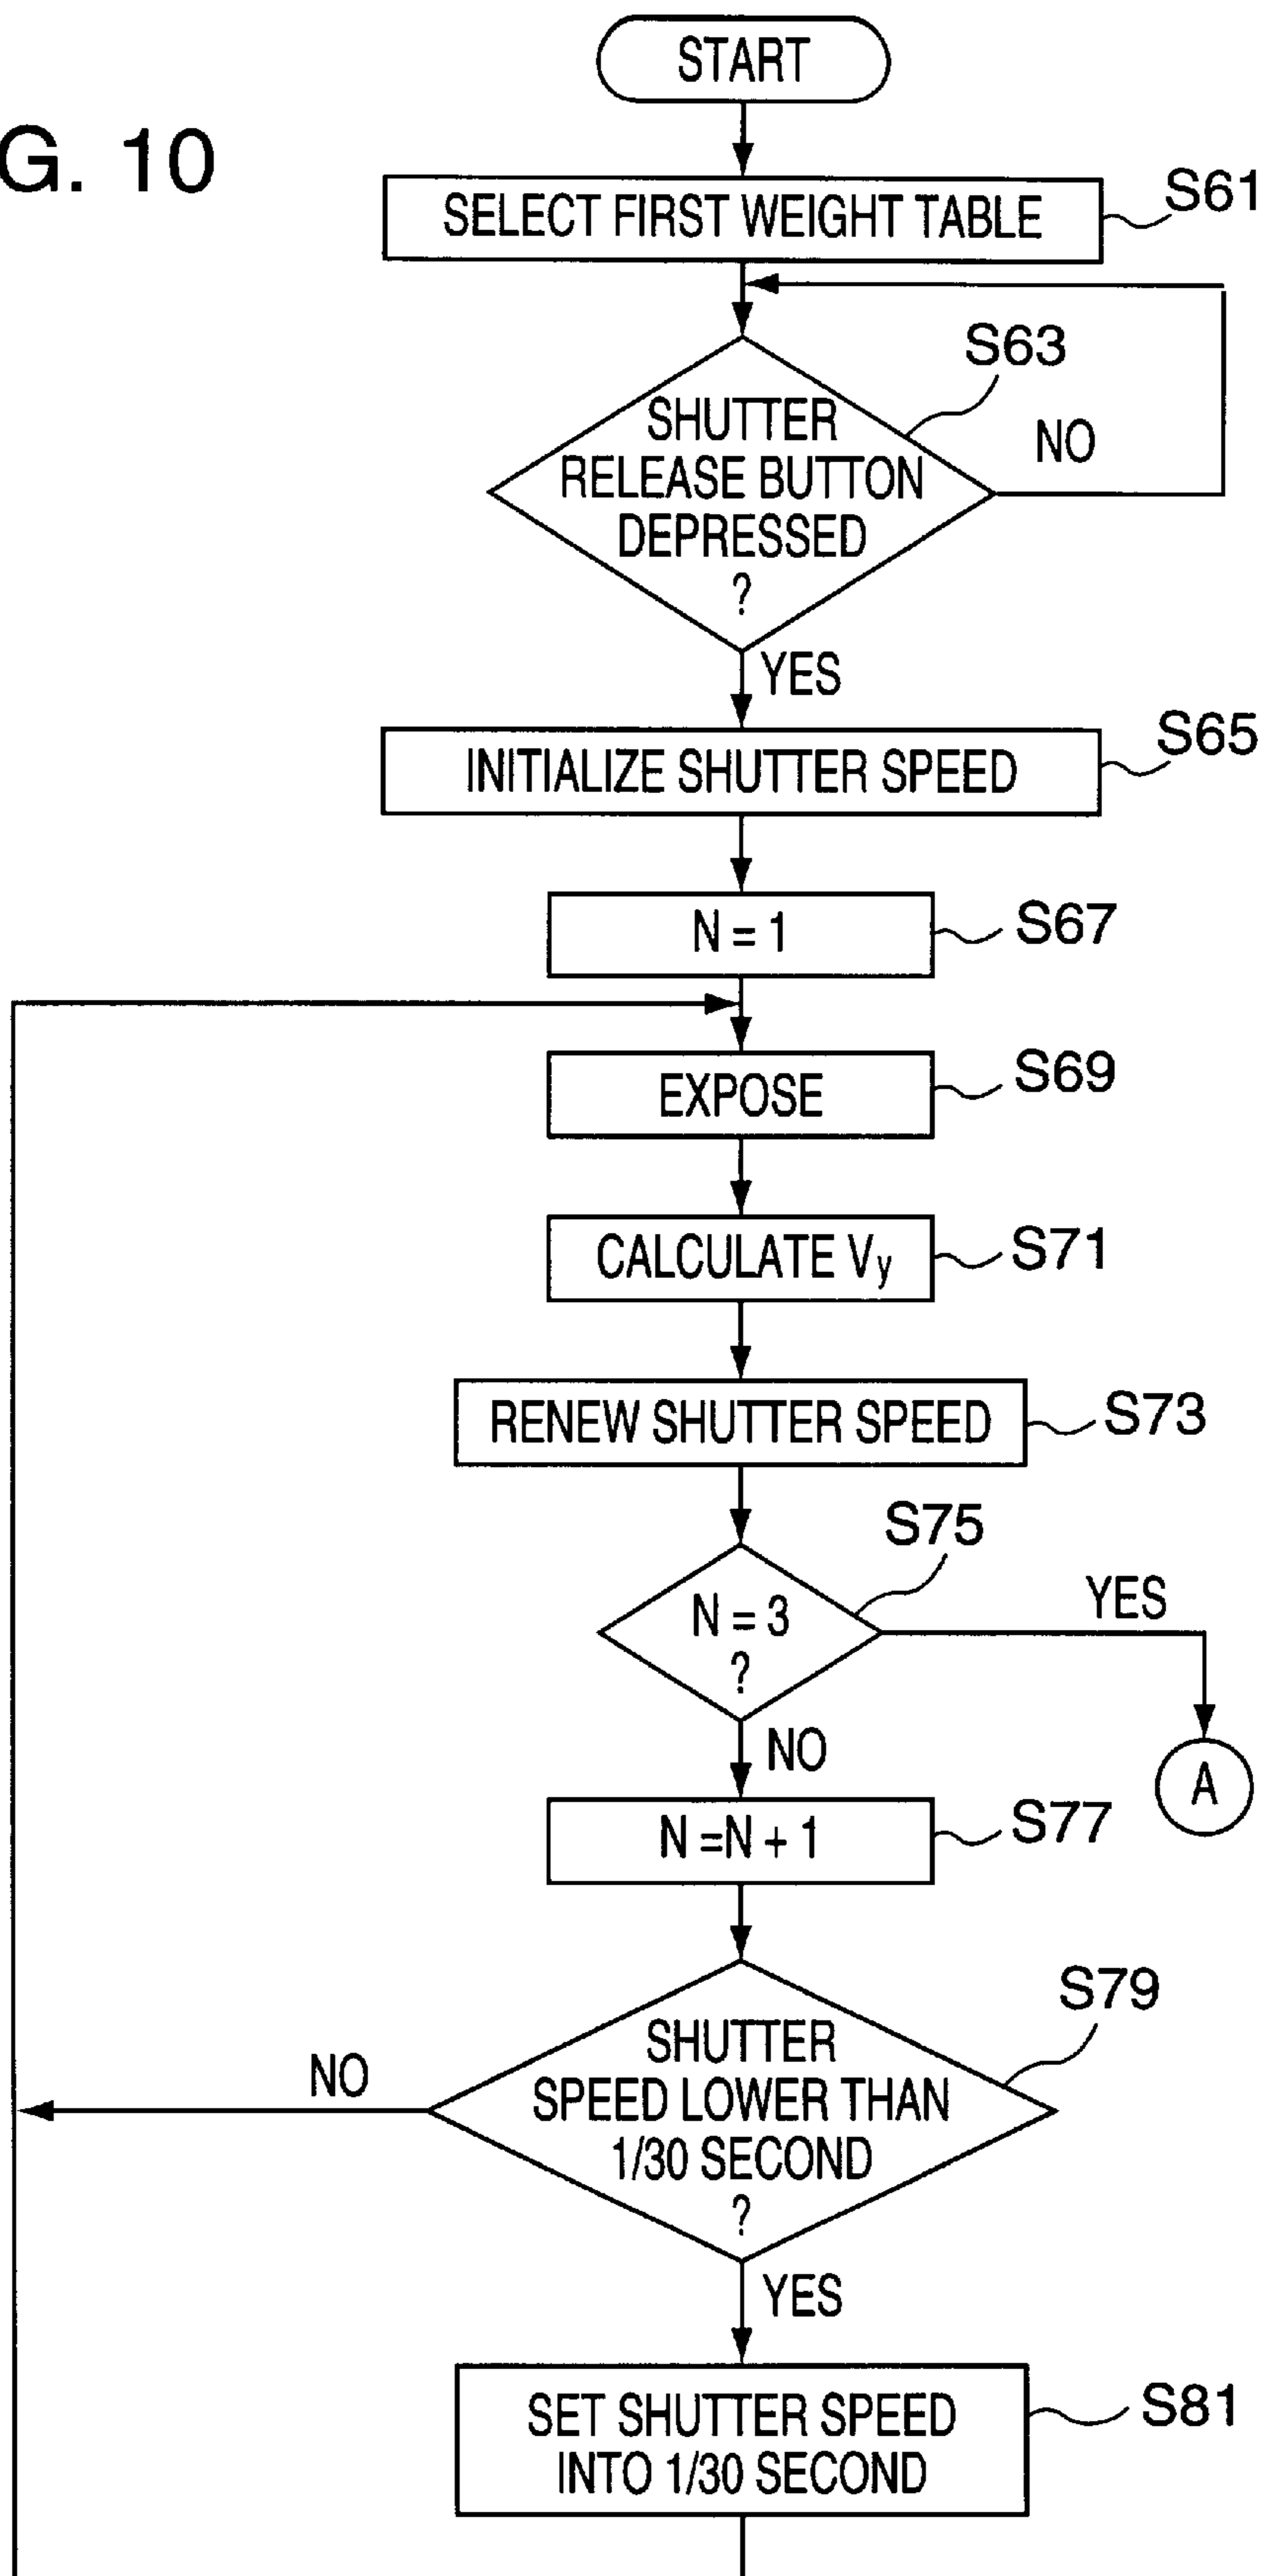 START
G. 10
SELECT FIRST WEIGHT TABLE
S61
S63
SHUTTER
RELEASE BUTTON
DEPRESSED
?
NO
YES
INITIALIZE SHUTTER SPEED
S65
N = 1
S67
EXPOSE
S69
CALCULATE Vy
S71
RENEW SHUTTER SPEED
S73
S75
N = 3
?
YES
NO
A
N =N + 1
S77
S79
SHUTTER
SPEED LOWER THAN
1/30 SECOND
?
NO
YES
SET SHUTTER SPEED
INTO 1/30 SECOND
S81